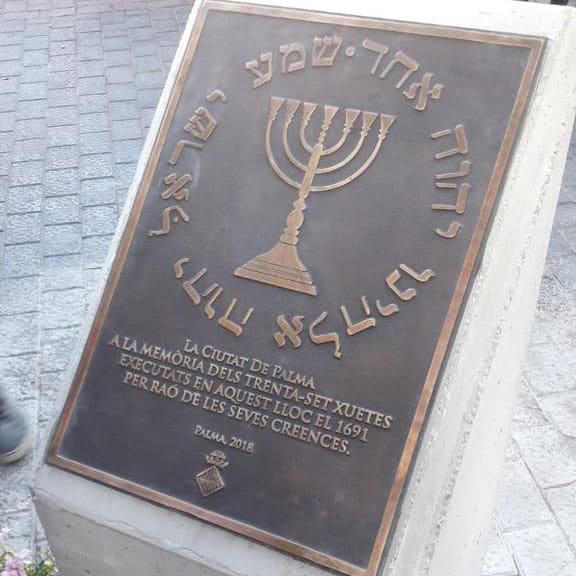 שמע ישראל יהוה אלהינו יהוה אחד·
LA CIUTAT DE PALMA
A LA MEMÒRIA DELS TRENTA-SET XUETES
EXECUTATS EN AQUEST LLOC EL 1691
PER RAÓ DE LES SEVES CREENCES.
PALMA, 2018